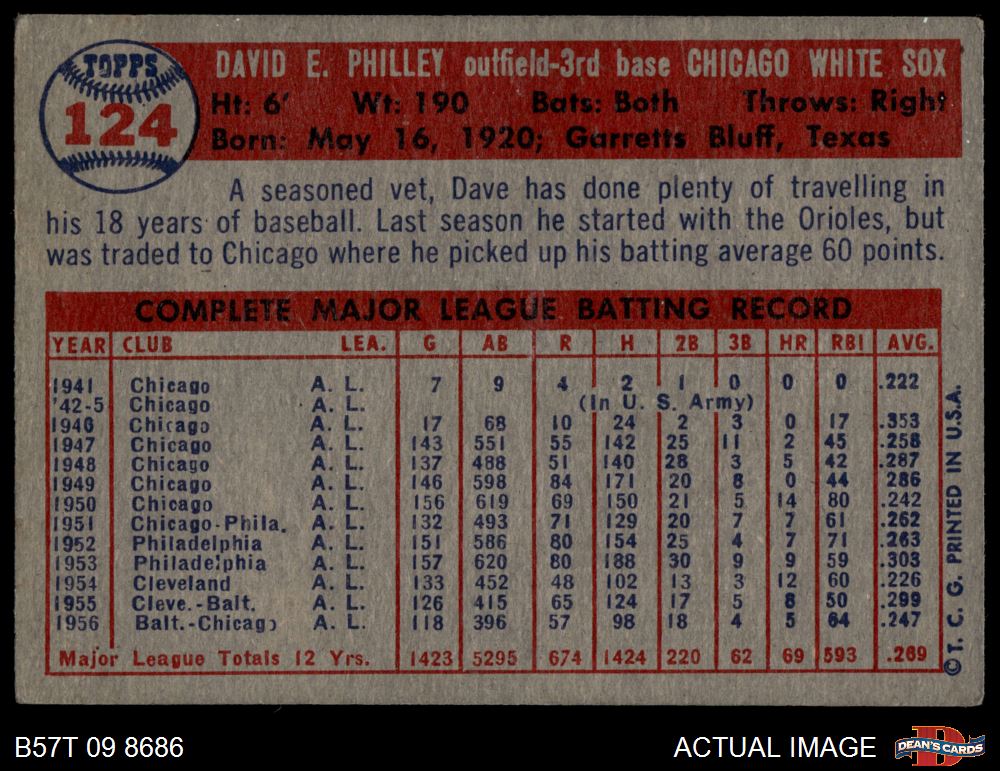 TOPPS
124
DAVID E. PHILLEY outfield-3rd base CHICAGO WHITE SOX
Ht: 6' Wt: 190 Bats: Both Throws: Right
Born: May 16, 1920; Garretts Bluff, Texas
A seasoned vet, Dave has done plenty of travelling in
his 18 years of baseball. Last season he started with the Orioles, but
was traded to Chicago where he picked up his batting average 60 points.
COMPLETE MAJOR LEAGUE BATTING RECORD
YEAR CLUB LEA. G AB R H 2B 3B HR RBI AVG.
1941 Chicago A. L. 7 9 4 2 1 0 0 0 .222
'42-5 Chicago A. L. (In U. S. Army)
1946 Chicago A. L. 17 68 10 24 2 3 0 17 .353
1947 Chicago A. L. 143 551 55 142 25 11 2 45 .258
1948 Chicago A. L. 137 488 51 140 28 3 5 42 .287
1949 Chicago A. L. 146 598 84 171 20 8 0 44 .286
1950 Chicago A. L. 156 619 69 150 21 5 14 80 .242
1951 Chicago-Phila. A. L. 132 493 71 129 20 7 7 61 .262
1952 Philadelphia A. L. 151 586 80 154 25 4 7 71 .263
1953 Philadelphia A. L. 157 620 80 188 30 9 9 59 .303
1954 Cleveland A. L. 133 452 48 102 13 3 12 60 .226
1955 Cleve.-Balt. A. L. 126 415 65 124 17 5 8 50 .299
1956 Balt.-Chicago A. L. 118 396 57 98 18 4 5 64 .247
Major League Totals 12 Yrs. 1423 5295 674 1424 220 62 69 593 .269
© T. C. G. PRINTED IN U.S.A.
B57T 09 8686
ACTUAL IMAGE
DEAN'S CARDS